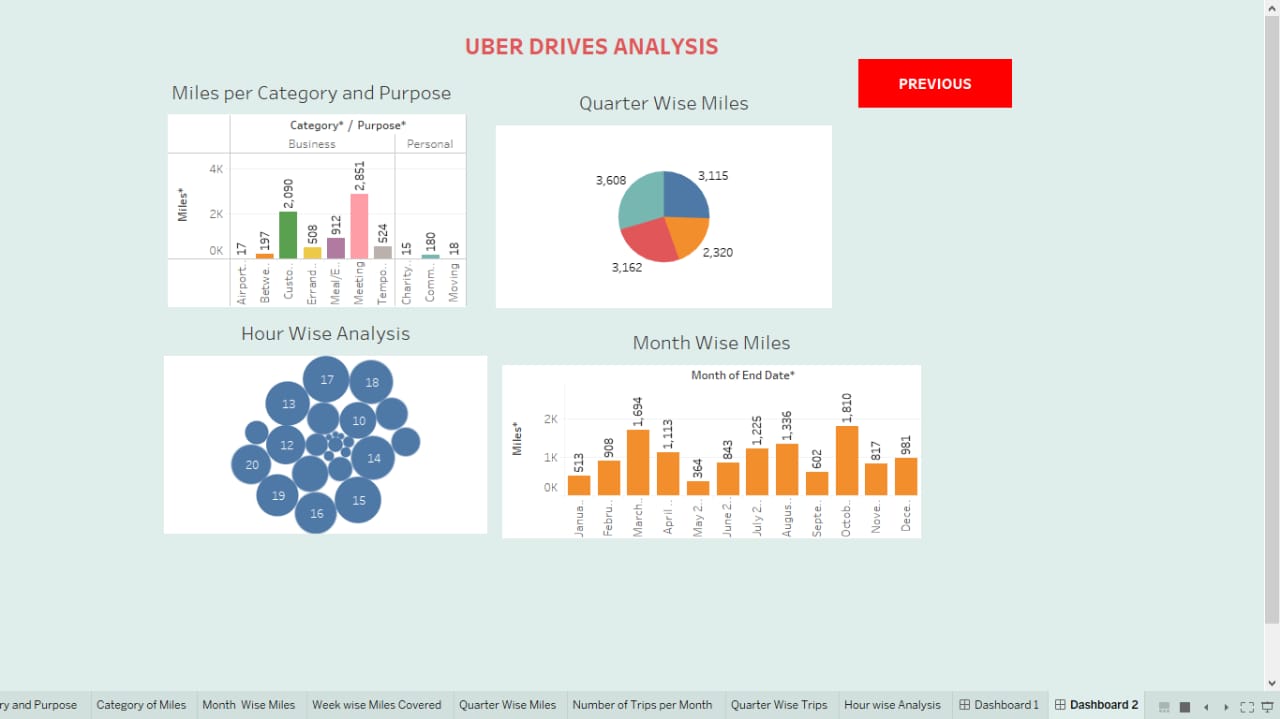 UBER DRIVES ANALYSIS
PREVIOUS
Miles per Category and Purpose
Category* / Purpose*
Business Personal
Miles*
4K
2K
0K
17 197 2,090 508 912 2,851 524 15 180 18
Airport.. Betwe.. Custo.. Errand.. Meal/E.. Meeting Tempo.. Charity.. Comm.. Moving
Quarter Wise Miles
3,608 3,115
3,162 2,320
Hour Wise Analysis
17 18
13 10
12 14
20
19 15
16
Month Wise Miles
Month of End Date*
Miles*
2K
1K
0K
513 908 1,694 1,113 364 843 1,225 1,336 602 1,810 817 981
Janua.. Febru.. March.. April .. May 2.. June 2.. July 2.. Augus.. Septe.. Octob.. Nove.. Dece..
ry and Purpose Category of Miles Month Wise Miles Week wise Miles Covered Quarter Wise Miles Number of Trips per Month Quarter Wise Trips Hour wise Analysis Dashboard 1 Dashboard 2